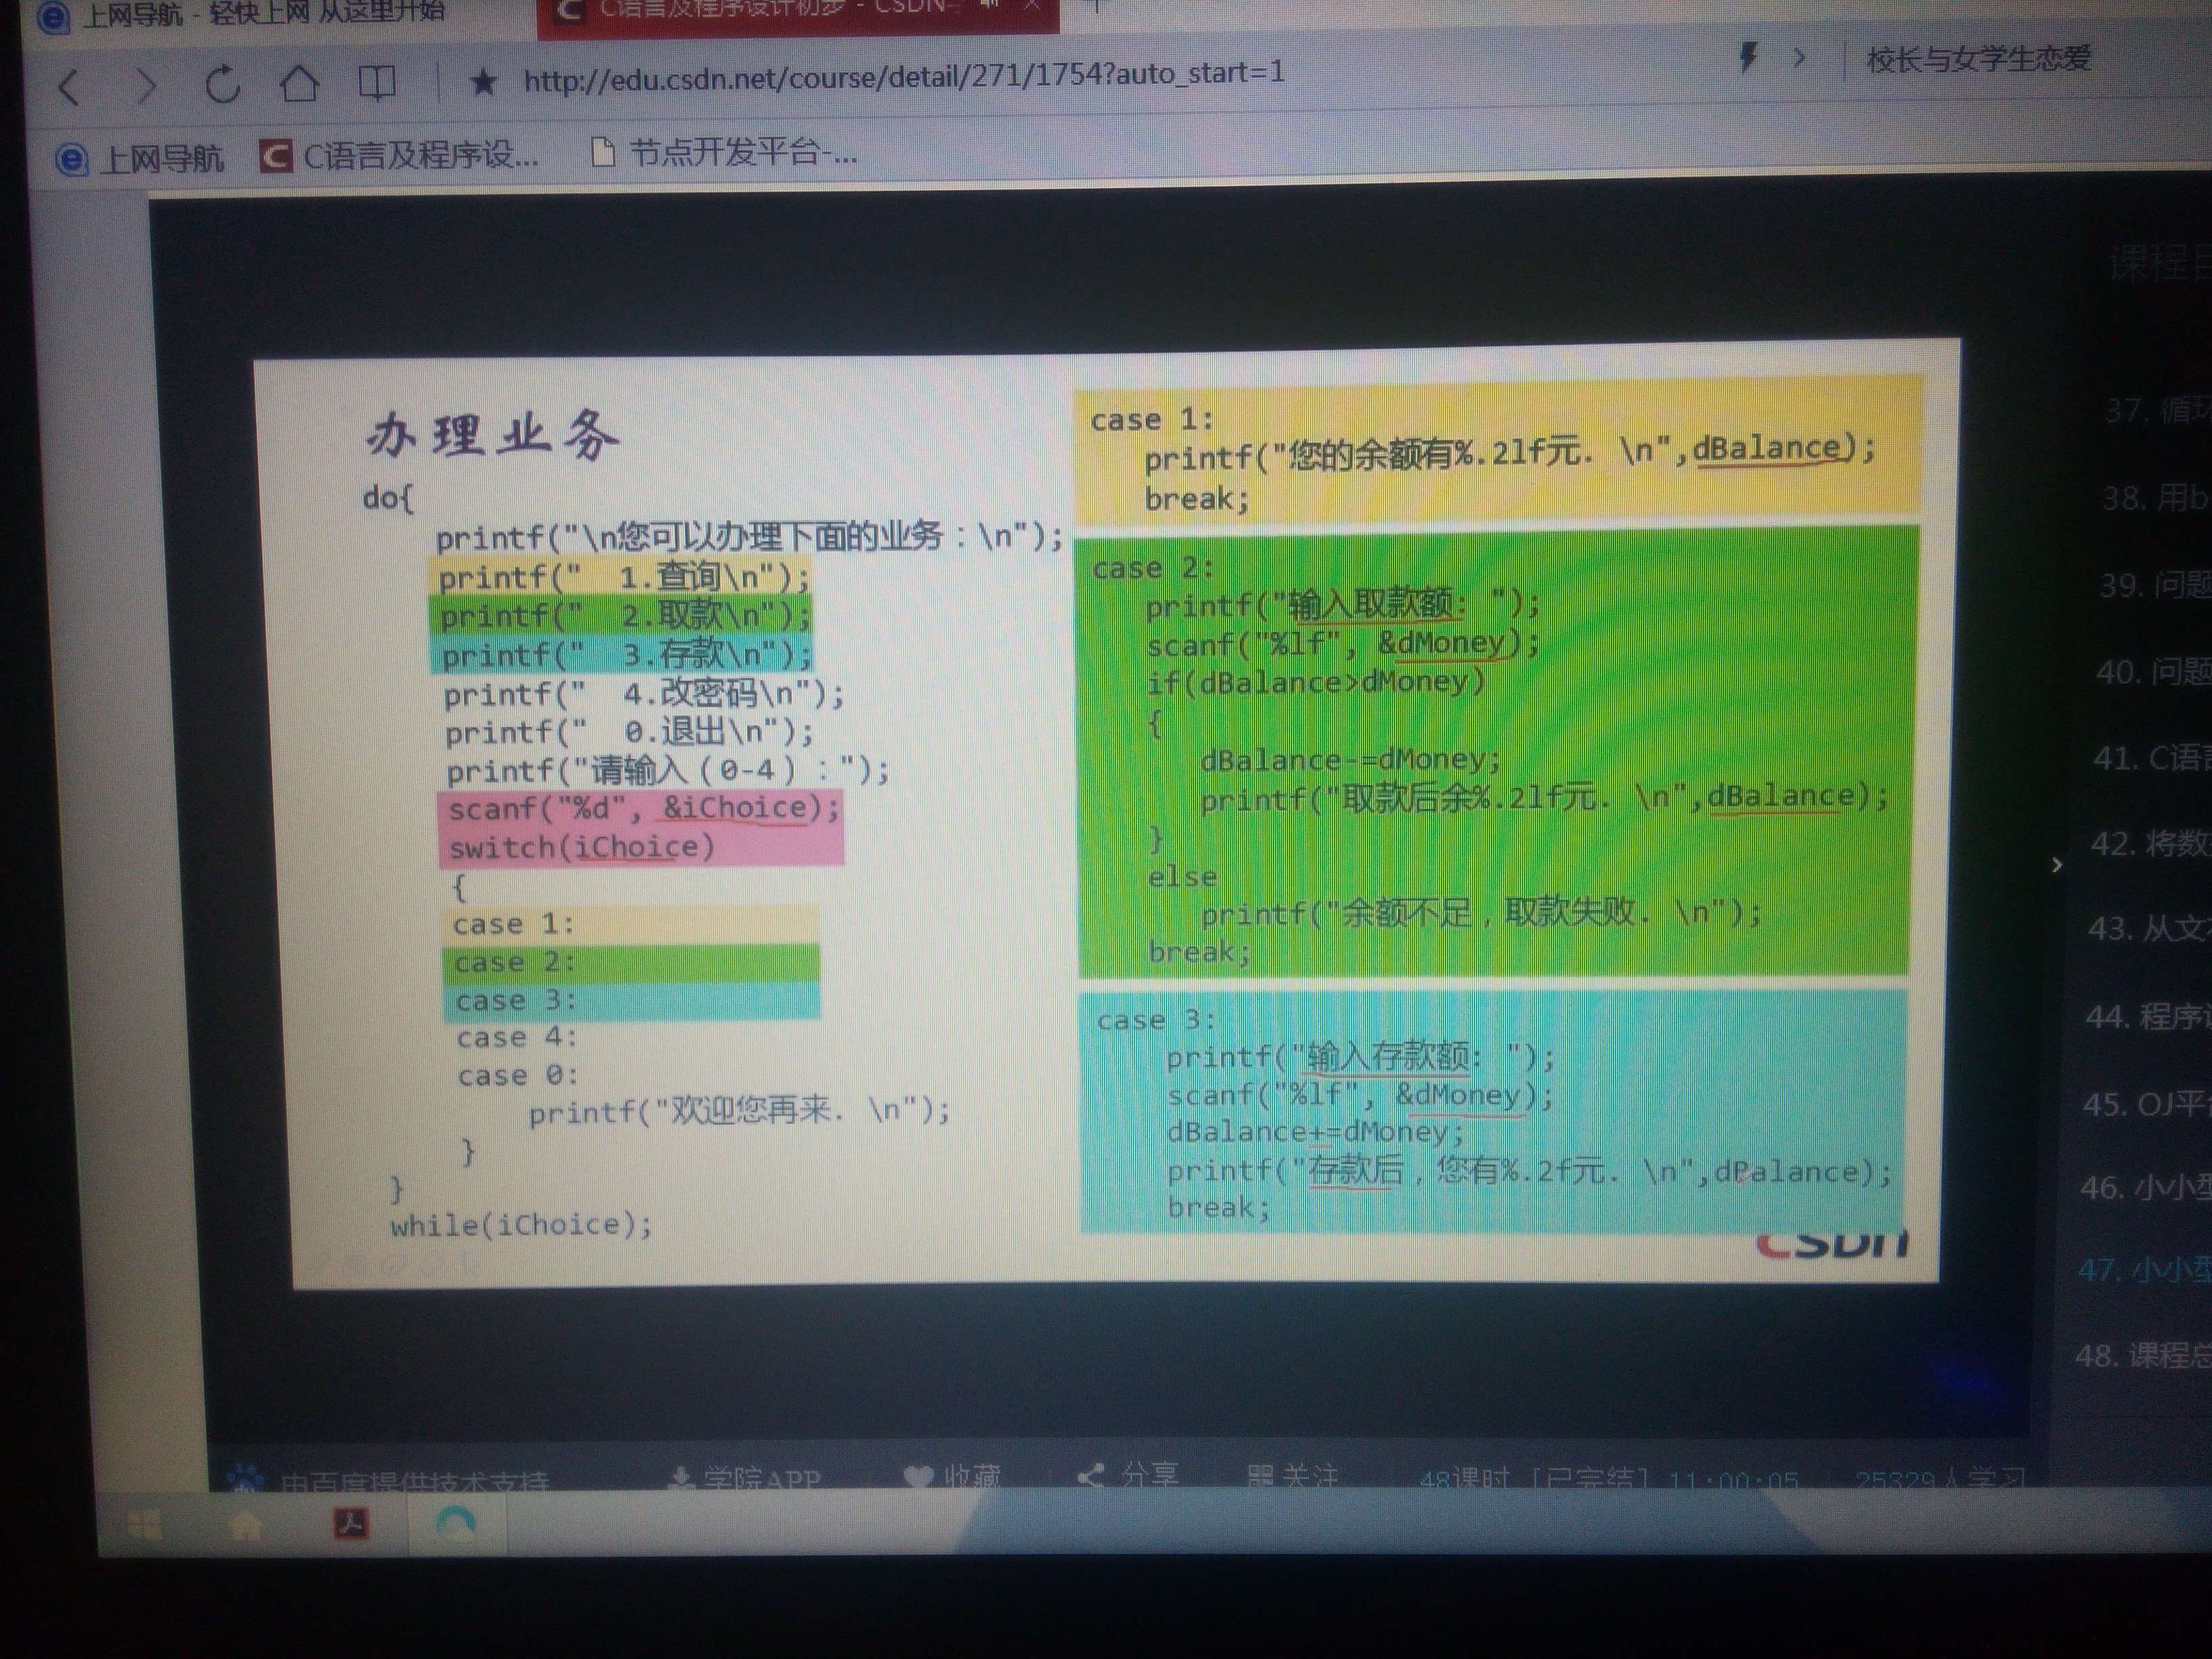 上网导航 - 轻快上网 从这里开始
C语言及程序设计初步 - CSDN
http://edu.csdn.net/course/detail/271/1754?auto_start=1
校长与女学生恋爱
上网导航
C语言及程序设...
节点开发平台-...
办理业务
do{
printf("\n您可以办理下面的业务：\n");
printf("  1.查询\n");
printf("  2.取款\n");
printf("  3.存款\n");
printf("  4.改密码\n");
printf("  0.退出\n");
printf("请输入（0-4）：");
scanf("%d", &iChoice);
switch(iChoice)
{
case 1:
case 2:
case 3:
case 4:
case 0:
printf("欢迎您再来. \n");
}
}
while(iChoice);
case 1:
printf("您的余额有%.2lf元. \n",dBalance);
break;
case 2:
printf("输入取款额: ");
scanf("%lf", &dMoney);
if(dBalance>dMoney)
{
dBalance-=dMoney;
printf("取款后余%.2lf元. \n",dBalance);
}
else
printf("余额不足，取款失败. \n");
break;
case 3:
printf("输入存款额: ");
scanf("%lf", &dMoney);
dBalance+=dMoney;
printf("存款后，您有%.2f元. \n",dBalance);
break;
CSDN
课程
37. 循
38. 用b
39. 问题
40. 问题
41. C语
42. 将数
43. 从文
44. 程序
45. OJ平
46. 小小
47. 小小
48. 课程
由百度提供技术支持
学院APP
收藏
分享
关注
48课时 [已完结] 11:00:05
25329人学习